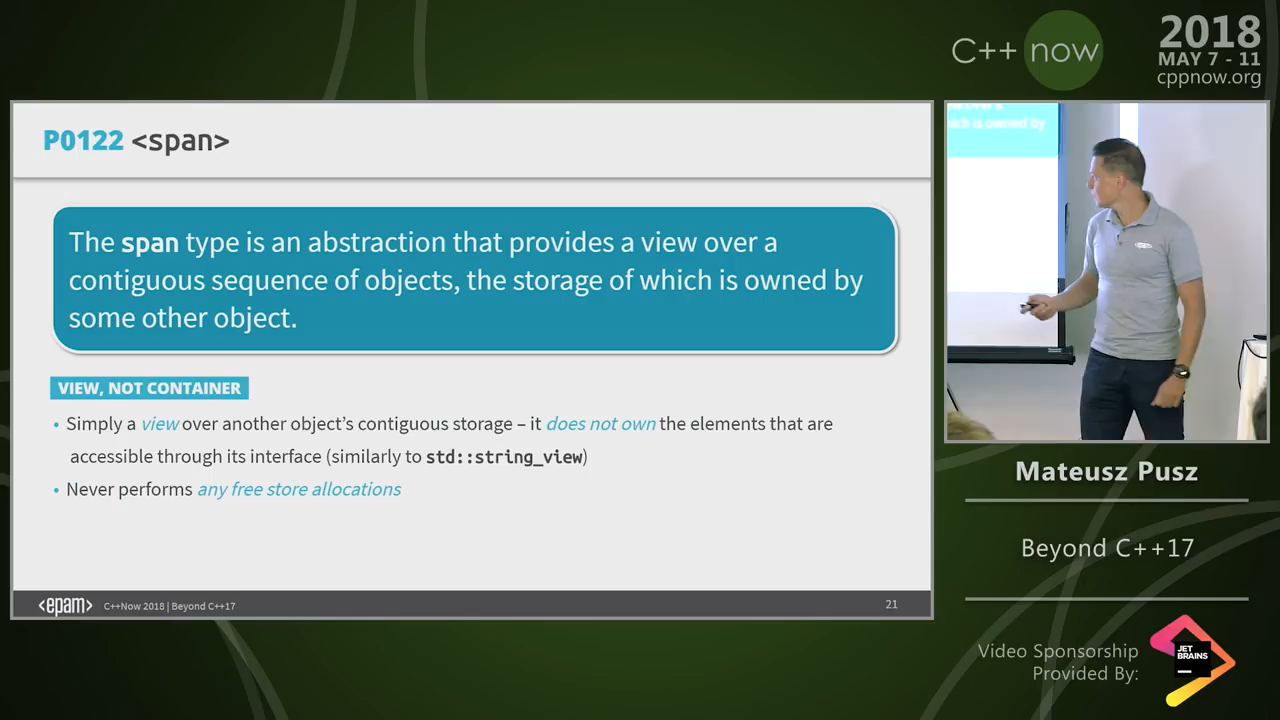 C++ now
2018
MAY 7 - 11
cppnow.org
P0122 <span>
The span type is an abstraction that provides a view over a
contiguous sequence of objects, the storage of which is owned by
some other object.
VIEW, NOT CONTAINER
• Simply a view over another object's contiguous storage – it does not own the elements that are
accessible through its interface (similarly to std::string_view)
• Never performs any free store allocations
<epam> C++Now 2018 | Beyond C++17
21
which is owned by
Mateusz Pusz
Beyond C++17
Video Sponsorship
Provided By:
JET
BRAINS